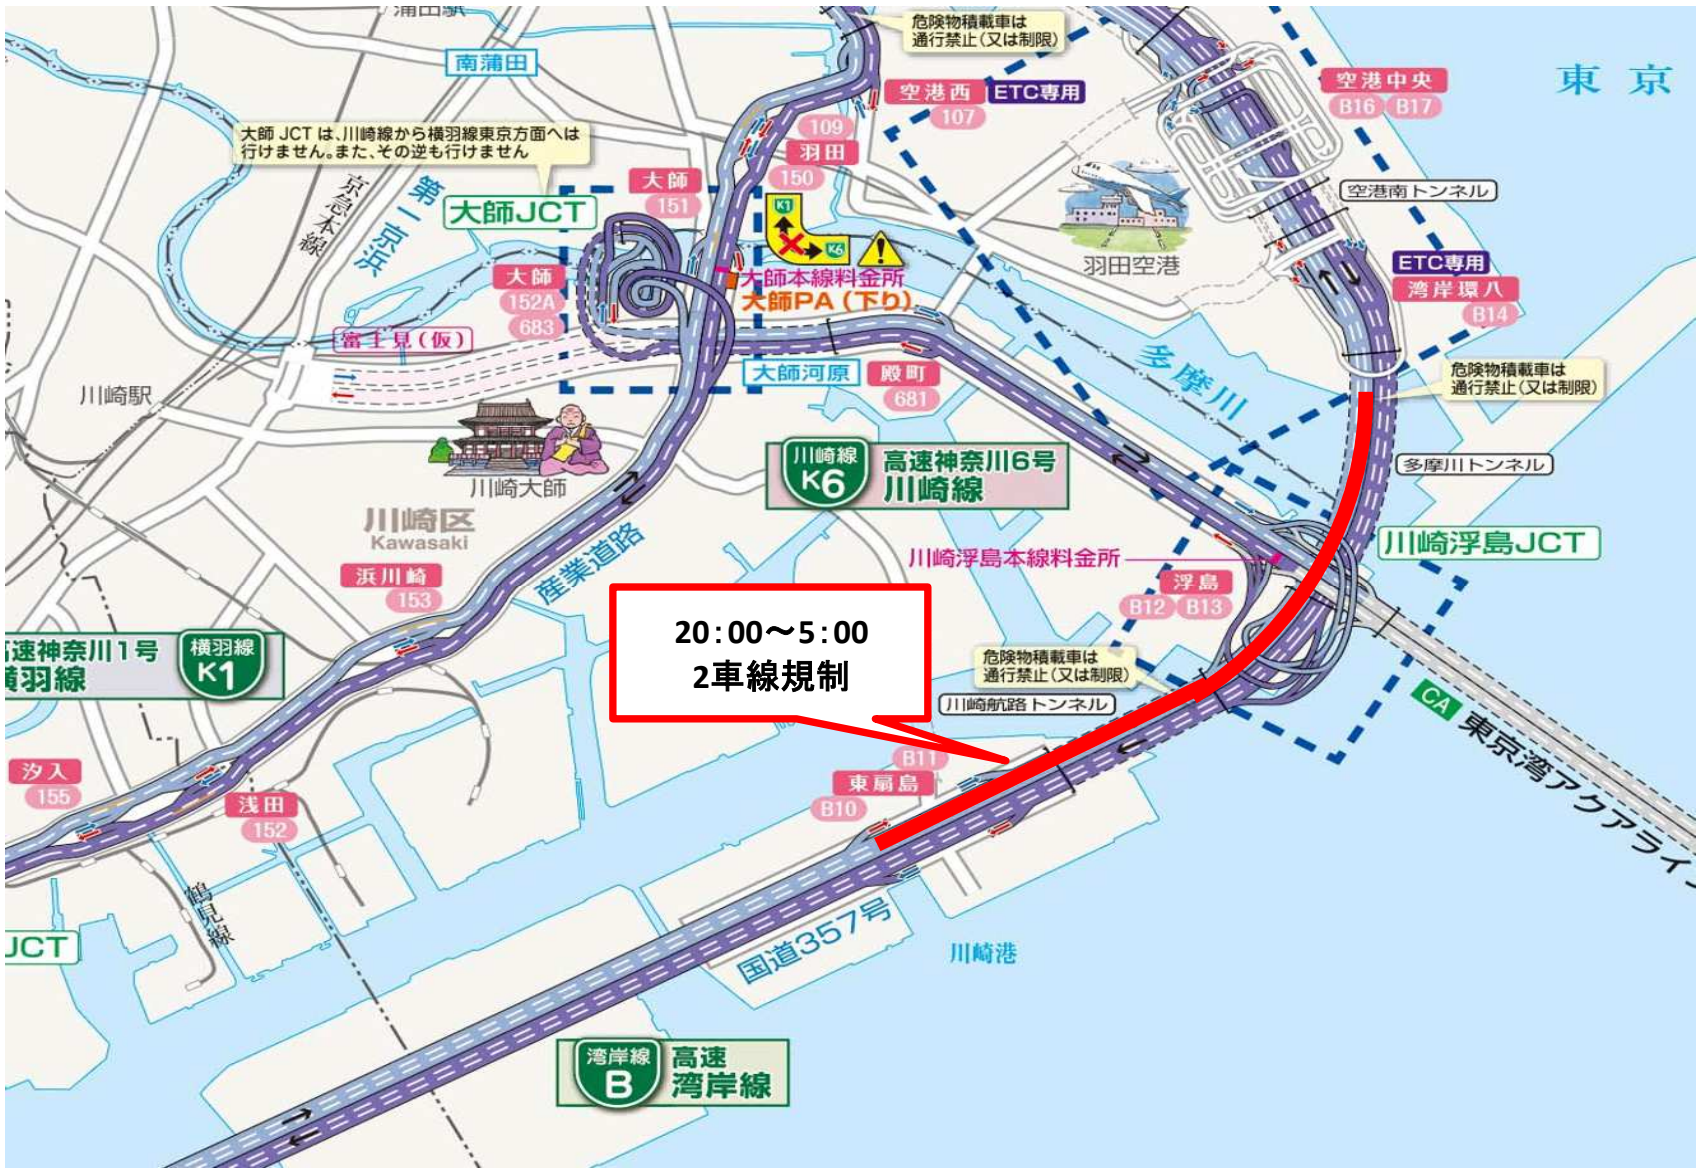 蒲田駅
危険物積載車は
通行禁止(又は制限)
南蒲田
空港西
ETC専用
107
空港中央
B16
B17
東京
大師 JCT は、川崎線から横羽線東京方面へは
行けません。また、その逆も行けません
109
羽田
150
京急本線
第一京浜
大師JCT
大師
151
K1
K6
空港南トンネル
羽田空港
ETC専用
湾岸環八
B14
大師
152A
683
大師本線料金所
大師PA(下り)
富士見(仮)
大師河原
殿町
681
多摩川
危険物積載車は
通行禁止(又は制限)
川崎駅
川崎大師
川崎線
K6
高速神奈川6号
川崎線
多摩川トンネル
川崎区
Kawasaki
産業道路
川崎浮島本線料金所
川崎浮島JCT
浜川崎
153
浮島
B12
B13
20:00~5:00
2車線規制
高速神奈川1号
横羽線
横羽線
K1
危険物積載車は
通行禁止(又は制限)
川崎航路トンネル
CA
東京湾アクアライン
汐入
155
浅田
152
B11
東扇島
B10
鶴見線
JCT
国道357号
川崎港
湾岸線
B
高速
湾岸線